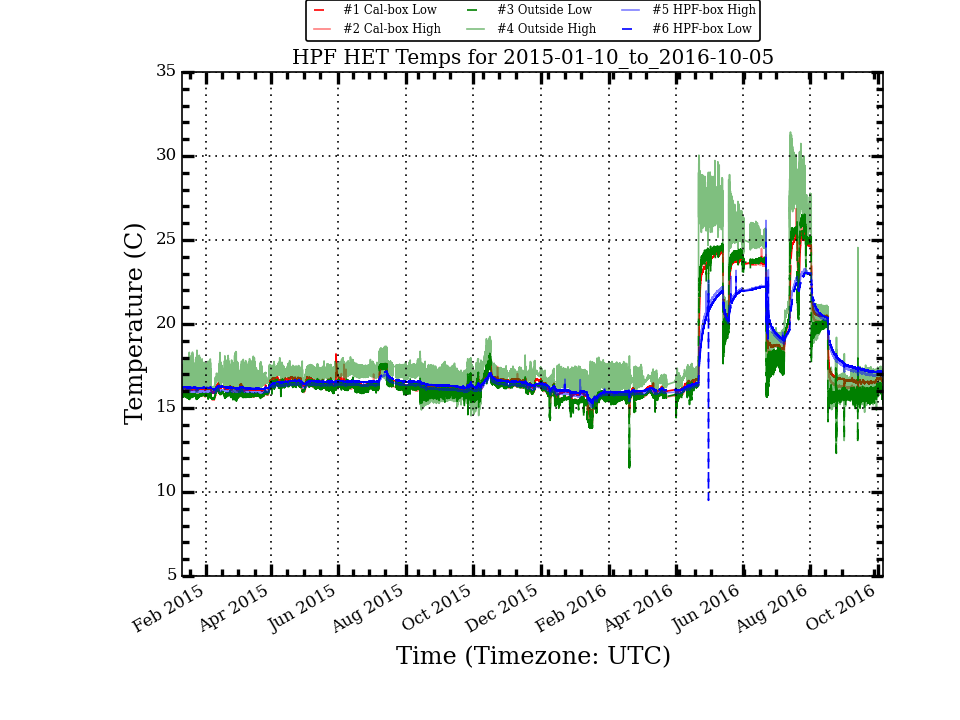 #1 Cal-box Low #3 Outside Low #5 HPF-box High
#2 Cal-box High #4 Outside High #6 HPF-box Low
HPF HET Temps for 2015-01-10_to_2016-10-05
35
30
25
20
15
10
5
Temperature (C)
Feb 2015 Apr 2015 Jun 2015 Aug 2015 Oct 2015 Dec 2015 Feb 2016 Apr 2016 Jun 2016 Aug 2016 Oct 2016
Time (Timezone: UTC)